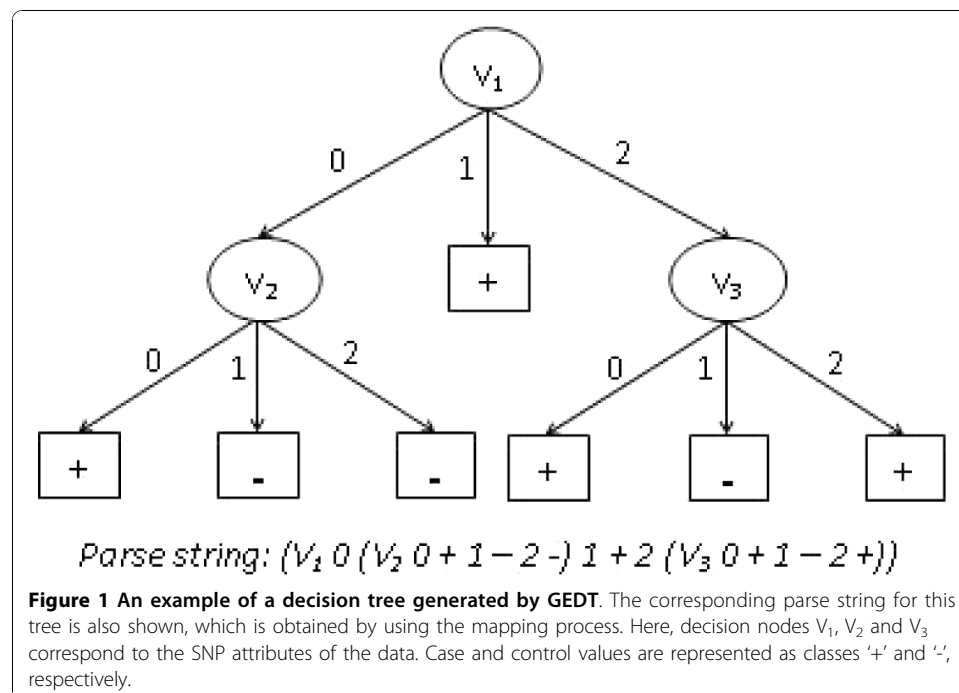 V₁
0
1
2
V₂
+
V₃
0
1
2
0
1
2
+
-
-
+
-
+
Parse string: (V₁ 0 (V₂ 0 + 1 – 2 -) 1 + 2 (V₃ 0 + 1 – 2 +))
Figure 1 An example of a decision tree generated by GEDT. The corresponding parse string for this
tree is also shown, which is obtained by using the mapping process. Here, decision nodes V₁, V₂ and V₃
correspond to the SNP attributes of the data. Case and control values are represented as classes ‘+’ and ‘-’,
respectively.